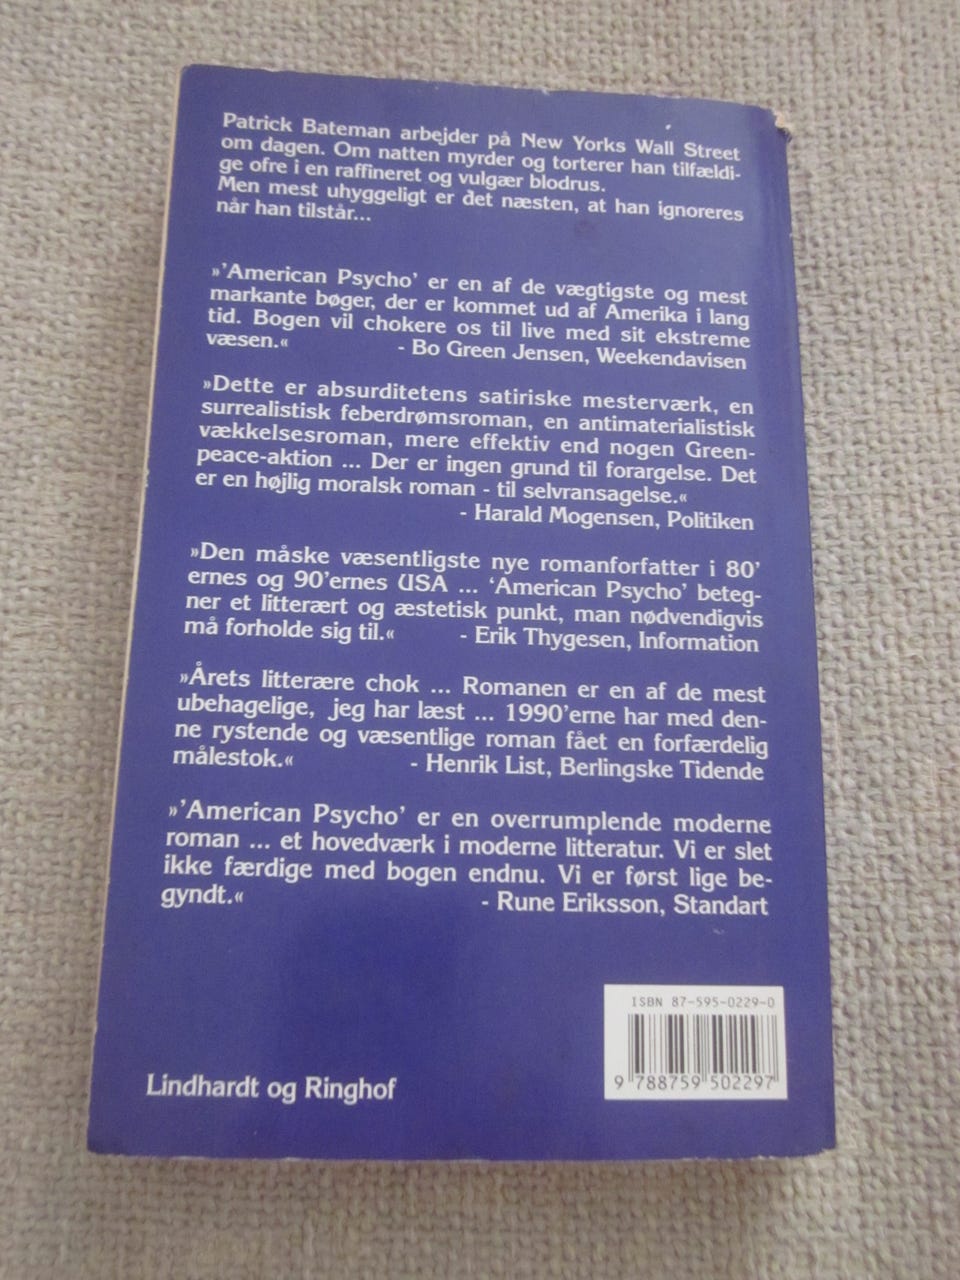 Patrick Bateman arbejder på New Yorks Wall Street
om dagen. Om natten myrder og torterer han tilfældi-
ge ofre i en raffineret og vulgær blodrus.
Men mest uhyggeligt er det næsten, at han ignoreres
når han tilstår...
»'American Psycho' er en af de vægtigste og mest
markante bøger, der er kommet ud af Amerika i lang
tid. Bogen vil chokere os til live med sit ekstreme
væsen.« - Bo Green Jensen, Weekendavisen
»Dette er absurditetens satiriske mesterværk, en
surrealistisk feberdrømsroman, en antimaterialistisk
vækkelsesroman, mere effektiv end nogen Green-
peace-aktion ... Der er ingen grund til forargelse. Det
er en højlig moralsk roman - til selvransagelse.«
- Harald Mogensen, Politiken
»Den måske væsentligste nye romanforfatter i 80'
ernes og 90'ernes USA ... 'American Psycho' beteg-
ner et litterært og æstetisk punkt, man nødvendigvis
må forholde sig til.« - Erik Thygesen, Information
»Årets litterære chok ... Romanen er en af de mest
ubehagelige, jeg har læst ... 1990'erne har med den-
ne rystende og væsentlige roman fået en forfærdelig
målestok.« - Henrik List, Berlingske Tidende
»'American Psycho' er en overrumplende moderne
roman ... et hovedværk i moderne litteratur. Vi er slet
ikke færdige med bogen endnu. Vi er først lige be-
gyndt.« - Rune Eriksson, Standart
ISBN 87-595-0229-0
9 788759 502297
Lindhardt og Ringhof